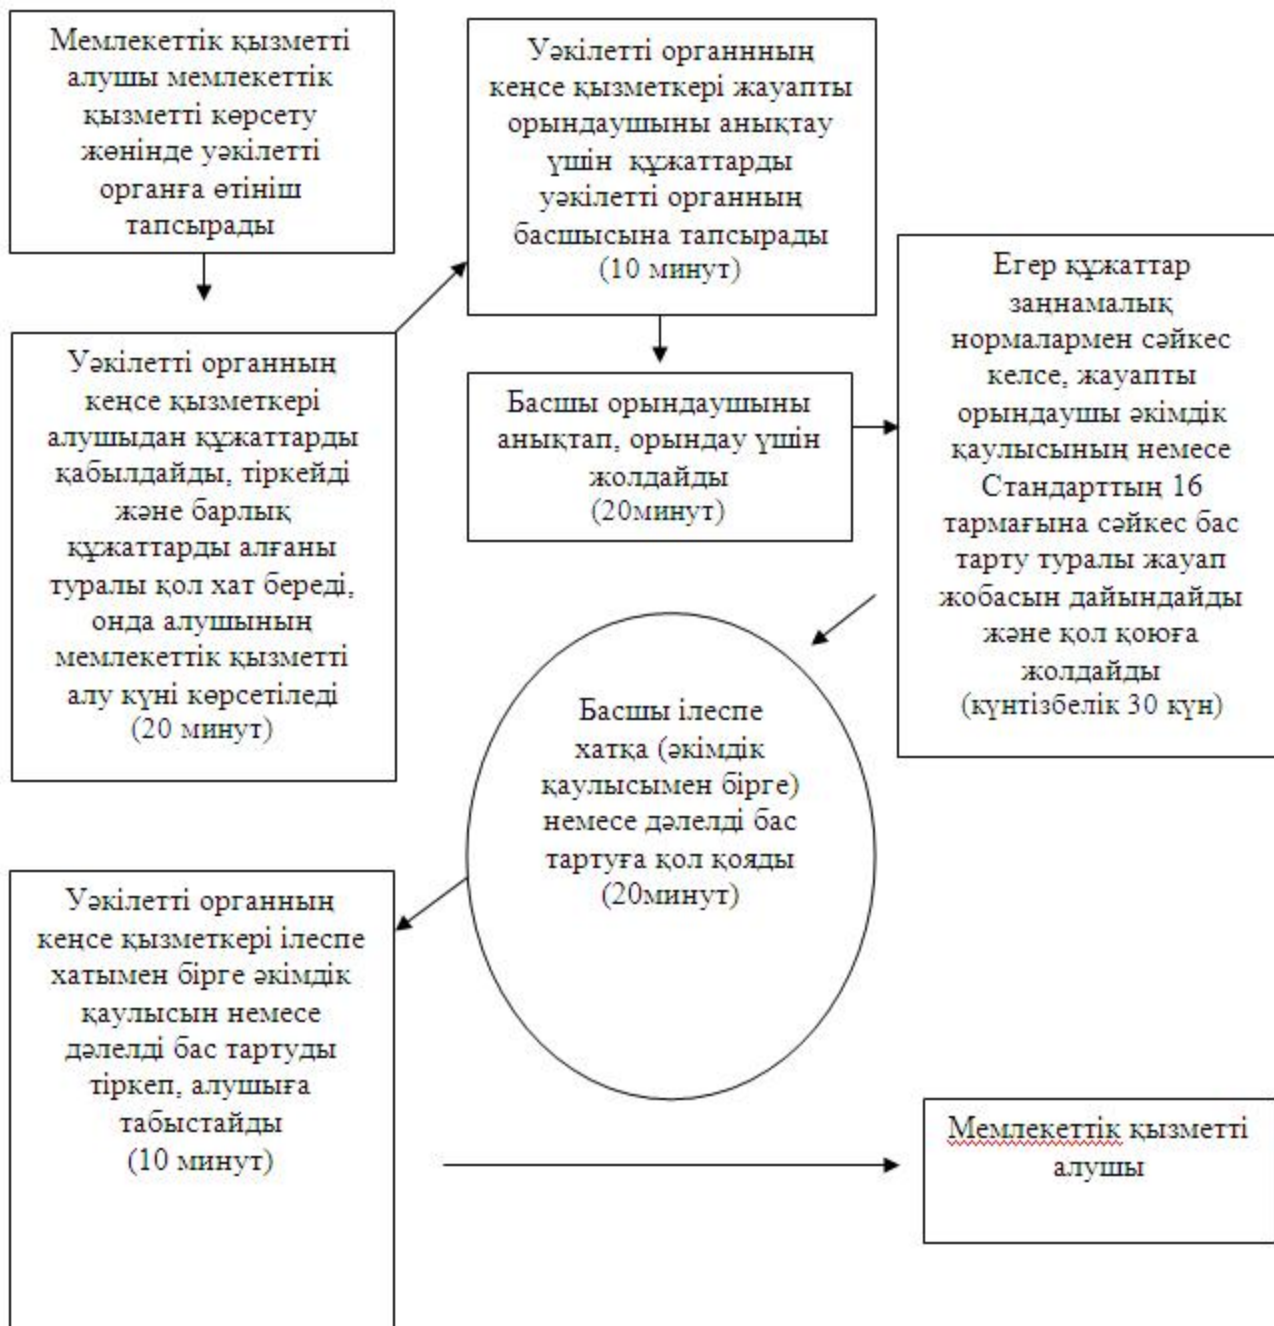 Мемлекеттік қызметті
алушы мемлекеттік
қызметті көрсету
жөнінде уәкілетті
органға өтініш
тапсырады
Уәкілетті органның
кеңсе қызметкері
алушыдан құжаттарды
қабылдайды, тіркейді
және барлық
құжаттарды алғаны
туралы қол хат береді,
онда алушының
мемлекеттік қызметті
алу күні көрсетіледі
(20 минут)
Уәкілетті органнның
кеңсе қызметкері жауапты
орындаушыны анықтау
үшін құжаттарды
уәкілетті органның
басшысына тапсырады
(10 минут)
Басшы орындаушыны
анықтап, орындау үшін
жолдайды
(20минут)
Егер құжаттар
заңнамалық
нормалармен сәйкес
келсе, жауапты
орындаушы әкімдік
қаулысының немесе
Стандарттың 16
тармағына сәйкес бас
тарту туралы жауап
жобасын дайындайды
және қол қоюға
жолдайды
(күнтізбелік 30 күн)
Басшы ілеспе
хатқа (әкімдік
қаулысымен бірге)
немесе дәлелді бас
тартуға қол қояды
(20минут)
Уәкілетті органның
кеңсе қызметкері ілеспе
хатымен бірге әкімдік
қаулысын немесе
дәлелді бас тартуды
тіркеп, алушыға
табыстайды
(10 минут)
Мемлекеттік қызметті
алушы